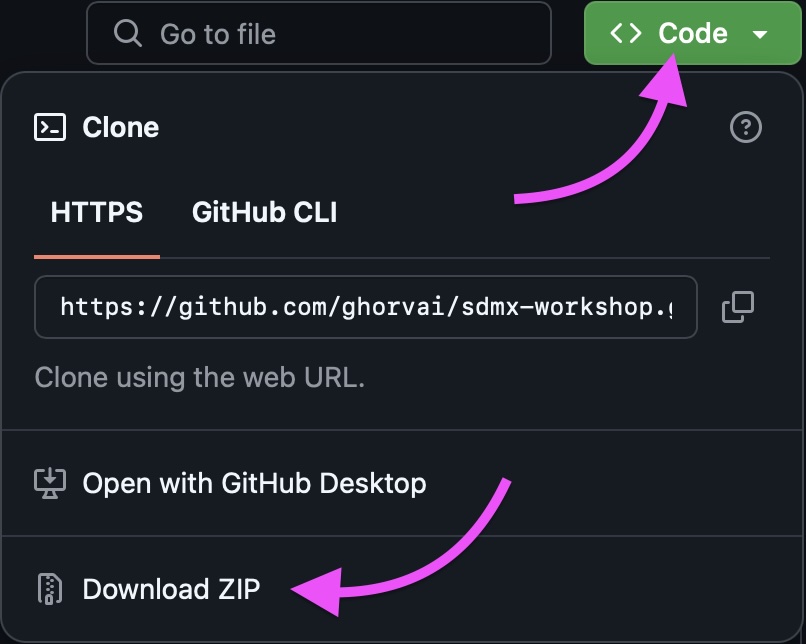 Go to file
Code
Clone
HTTPS GitHub CLI
https://github.com/ghorvai/sdmx-workshop.g
Clone using the web URL.
Open with GitHub Desktop
Download ZIP